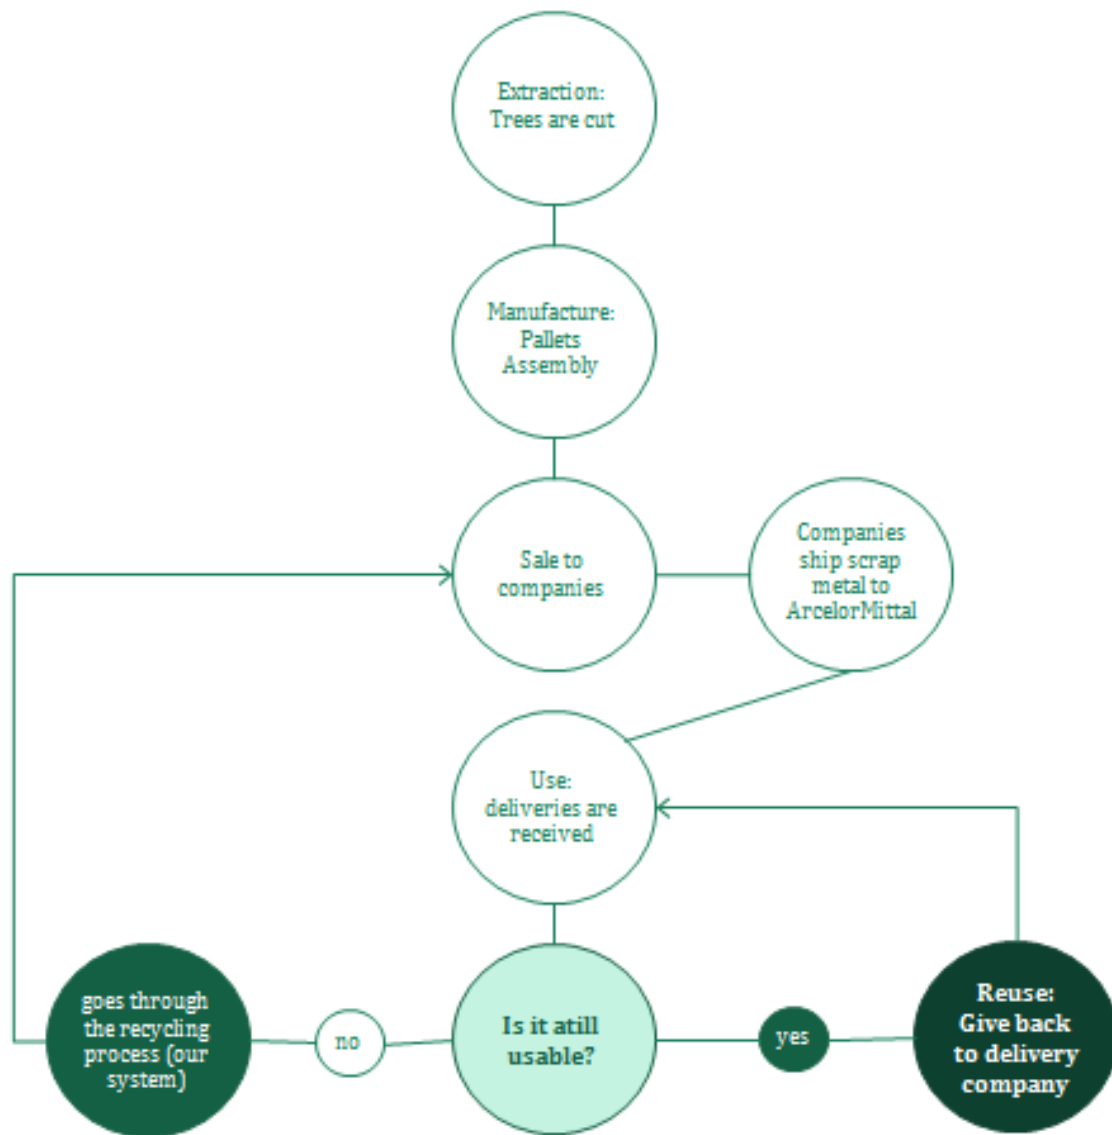 Extraction:
Trees are cut
Manufacture:
Pallets
Assembly
Sale to
companies
Companies
ship scrap
metal to
ArcelorMittal
Use:
deliveries are
received
goes through
the recycling
process (our
system)
no
Is it atill
usable?
yes
Reuse:
Give back
to delivery
company